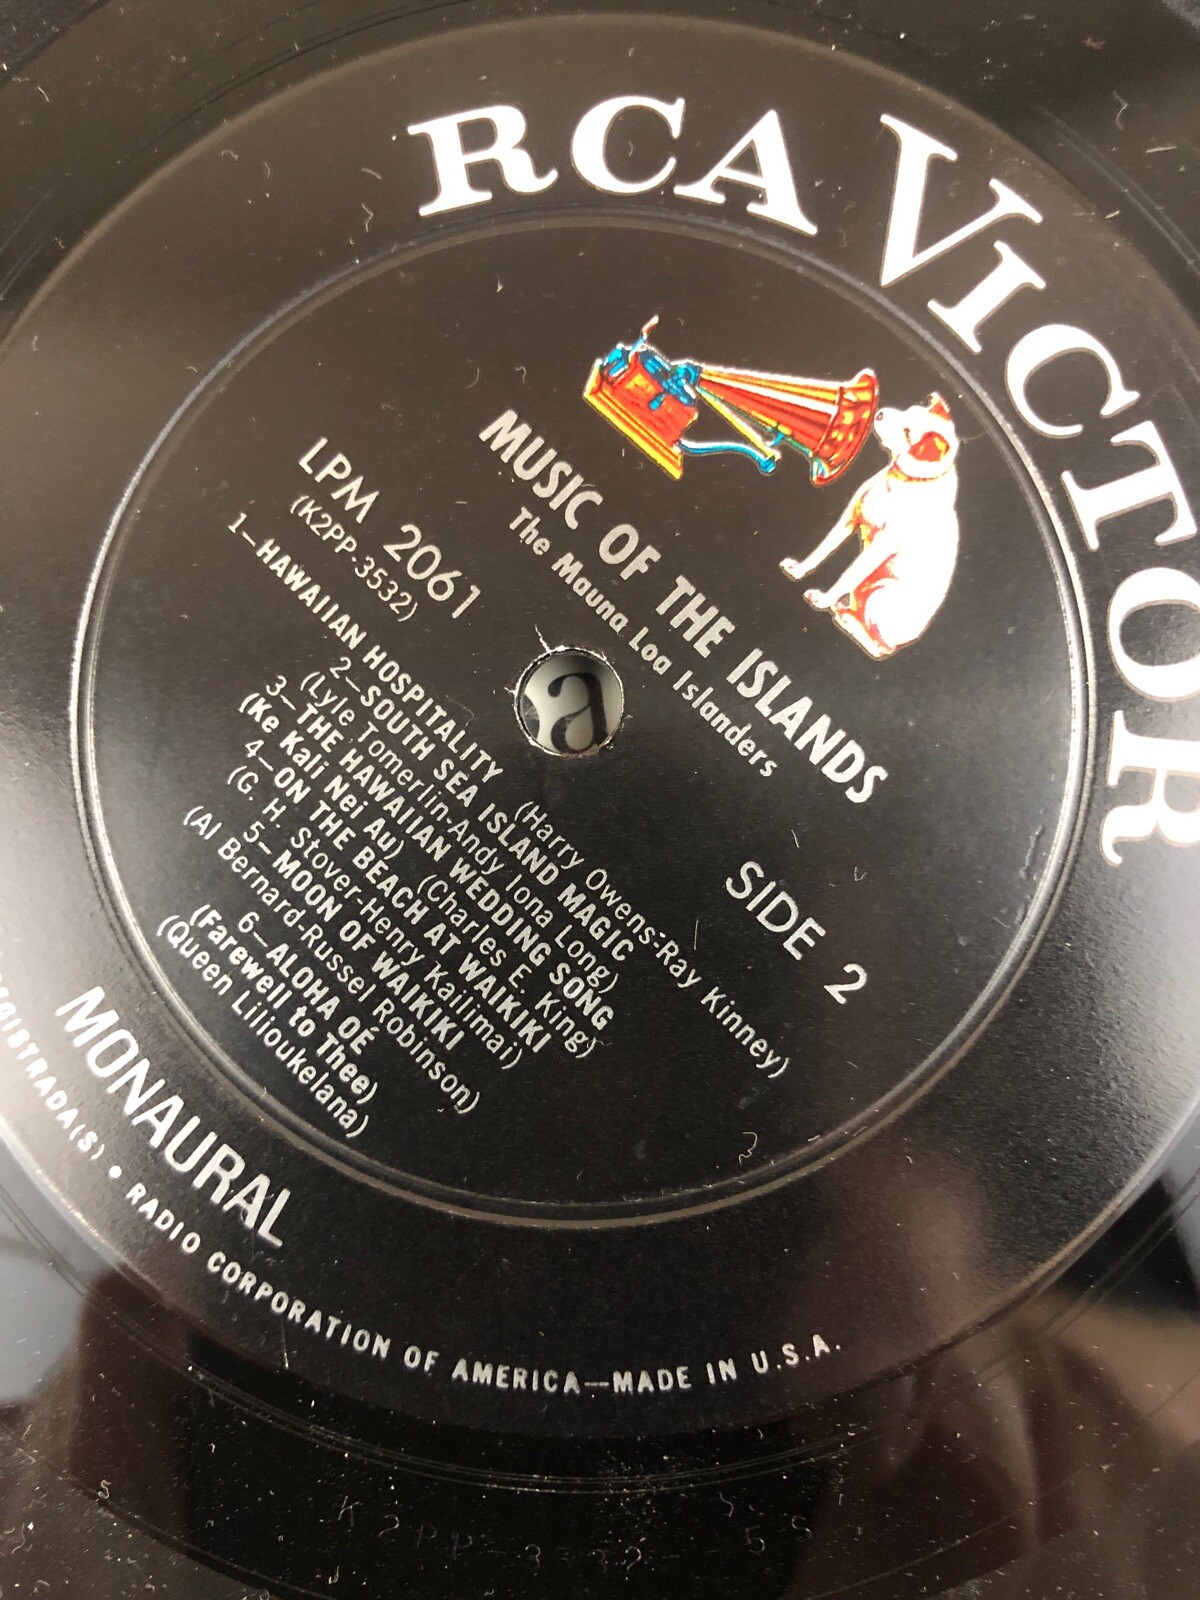 RCA VICTOR
MUSIC OF THE ISLANDS
The Mauna Loa Islanders
LPM 2061
(K2PP-3532)
SIDE 2
1–HAWAIIAN HOSPITALITY (Harry Owens-Ray Kinney)
2–SOUTH SEA ISLAND MAGIC
(Lyle Tomerlin-Andy Iona Long)
3–THE HAWAIIAN WEDDING SONG
(Ke Kali Nei Au) (Charles E. King)
4–ON THE BEACH AT WAIKIKI
(G. H. Stover-Henry Kailimai)
5–MOON OF WAIKIKI
(Al Bernard-Russel Robinson)
6–ALOHA OÉ
(Farewell to Thee)
(Queen Lilioukelana)
MONAURAL
GISTRADA(S) • RADIO CORPORATION OF AMERICA—MADE IN U.S.A.
a
K2PP-3532-5S